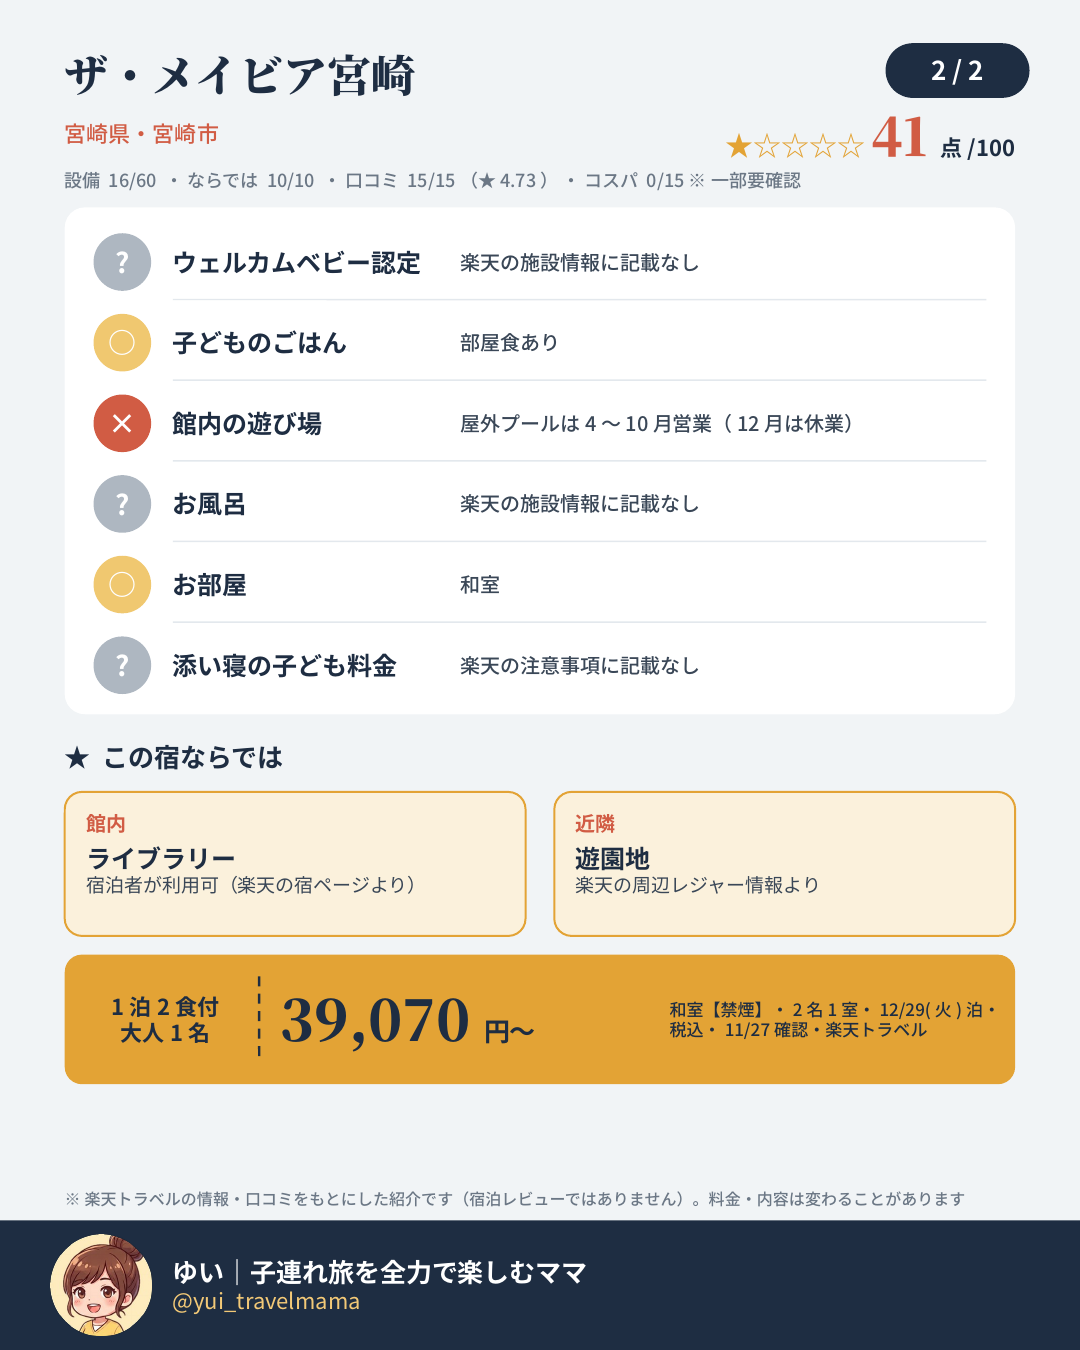 ザ・メイビア宮崎
2 / 2
宮崎県・宮崎市
★☆☆☆☆ 41 点 /100
設備 16/60 ・ならでは 10/10 ・口コミ 15/15 （★ 4.73 ） ・コスパ 0/15 ※ 一部要確認
? ウェルカムベビー認定 楽天の施設情報に記載なし
○ 子どものごはん 部屋食あり
× 館内の遊び場 屋外プールは 4 〜 10 月営業（ 12 月は休業）
? お風呂 楽天の施設情報に記載なし
○ お部屋 和室
? 添い寝の子ども料金 楽天の注意事項に記載なし
★ この宿ならでは
館内
ライブラリー
宿泊者が利用可（楽天の宿ページより）
近隣
遊園地
楽天の周辺レジャー情報より
1 泊 2 食付
大人 1 名
39,070 円〜
和室【禁煙】・ 2 名 1 室・ 12/29( 火 ) 泊・
税込・ 11/27 確認・楽天トラベル
※ 楽天トラベルの情報・口コミをもとにした紹介です（宿泊レビューではありません）。料金・内容は変わることがあります
ゆい｜子連れ旅を全力で楽しむママ
@yui_travelmama